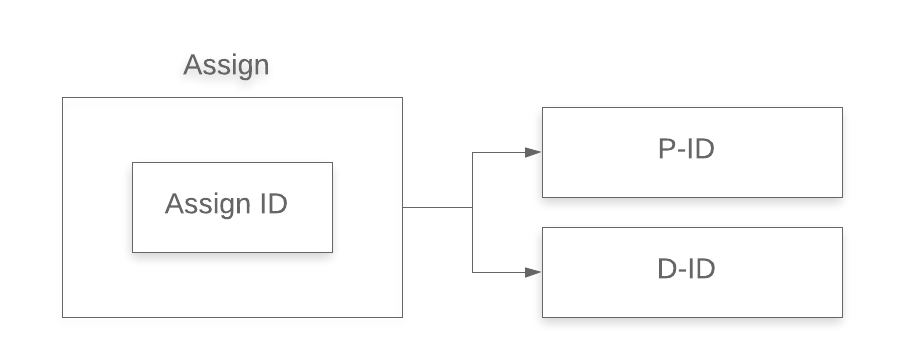 Assign
Assign ID
P-ID
D-ID